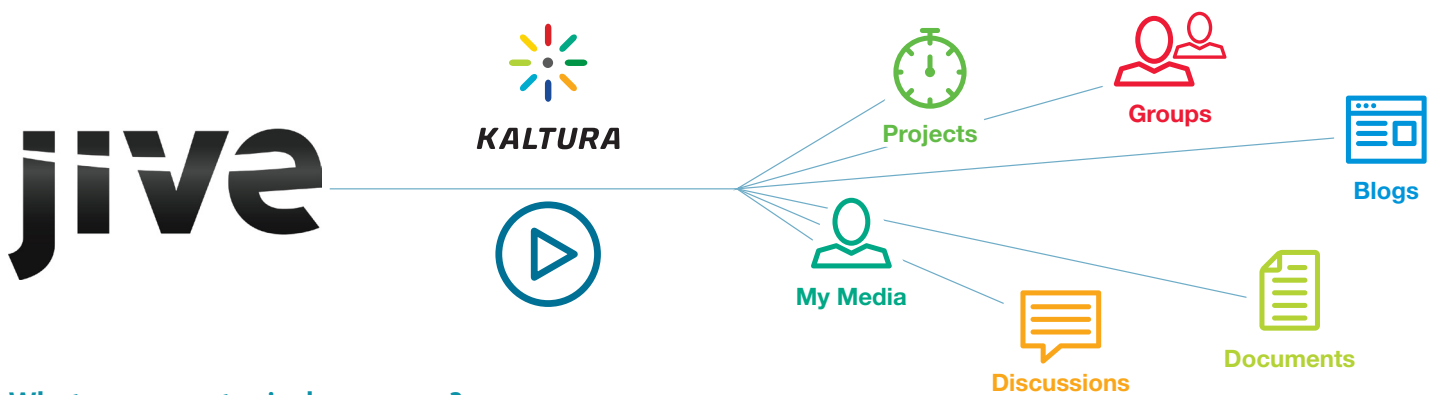 jive
KALTURA
Projects
Groups
Blogs
My Media
Documents
Discussions